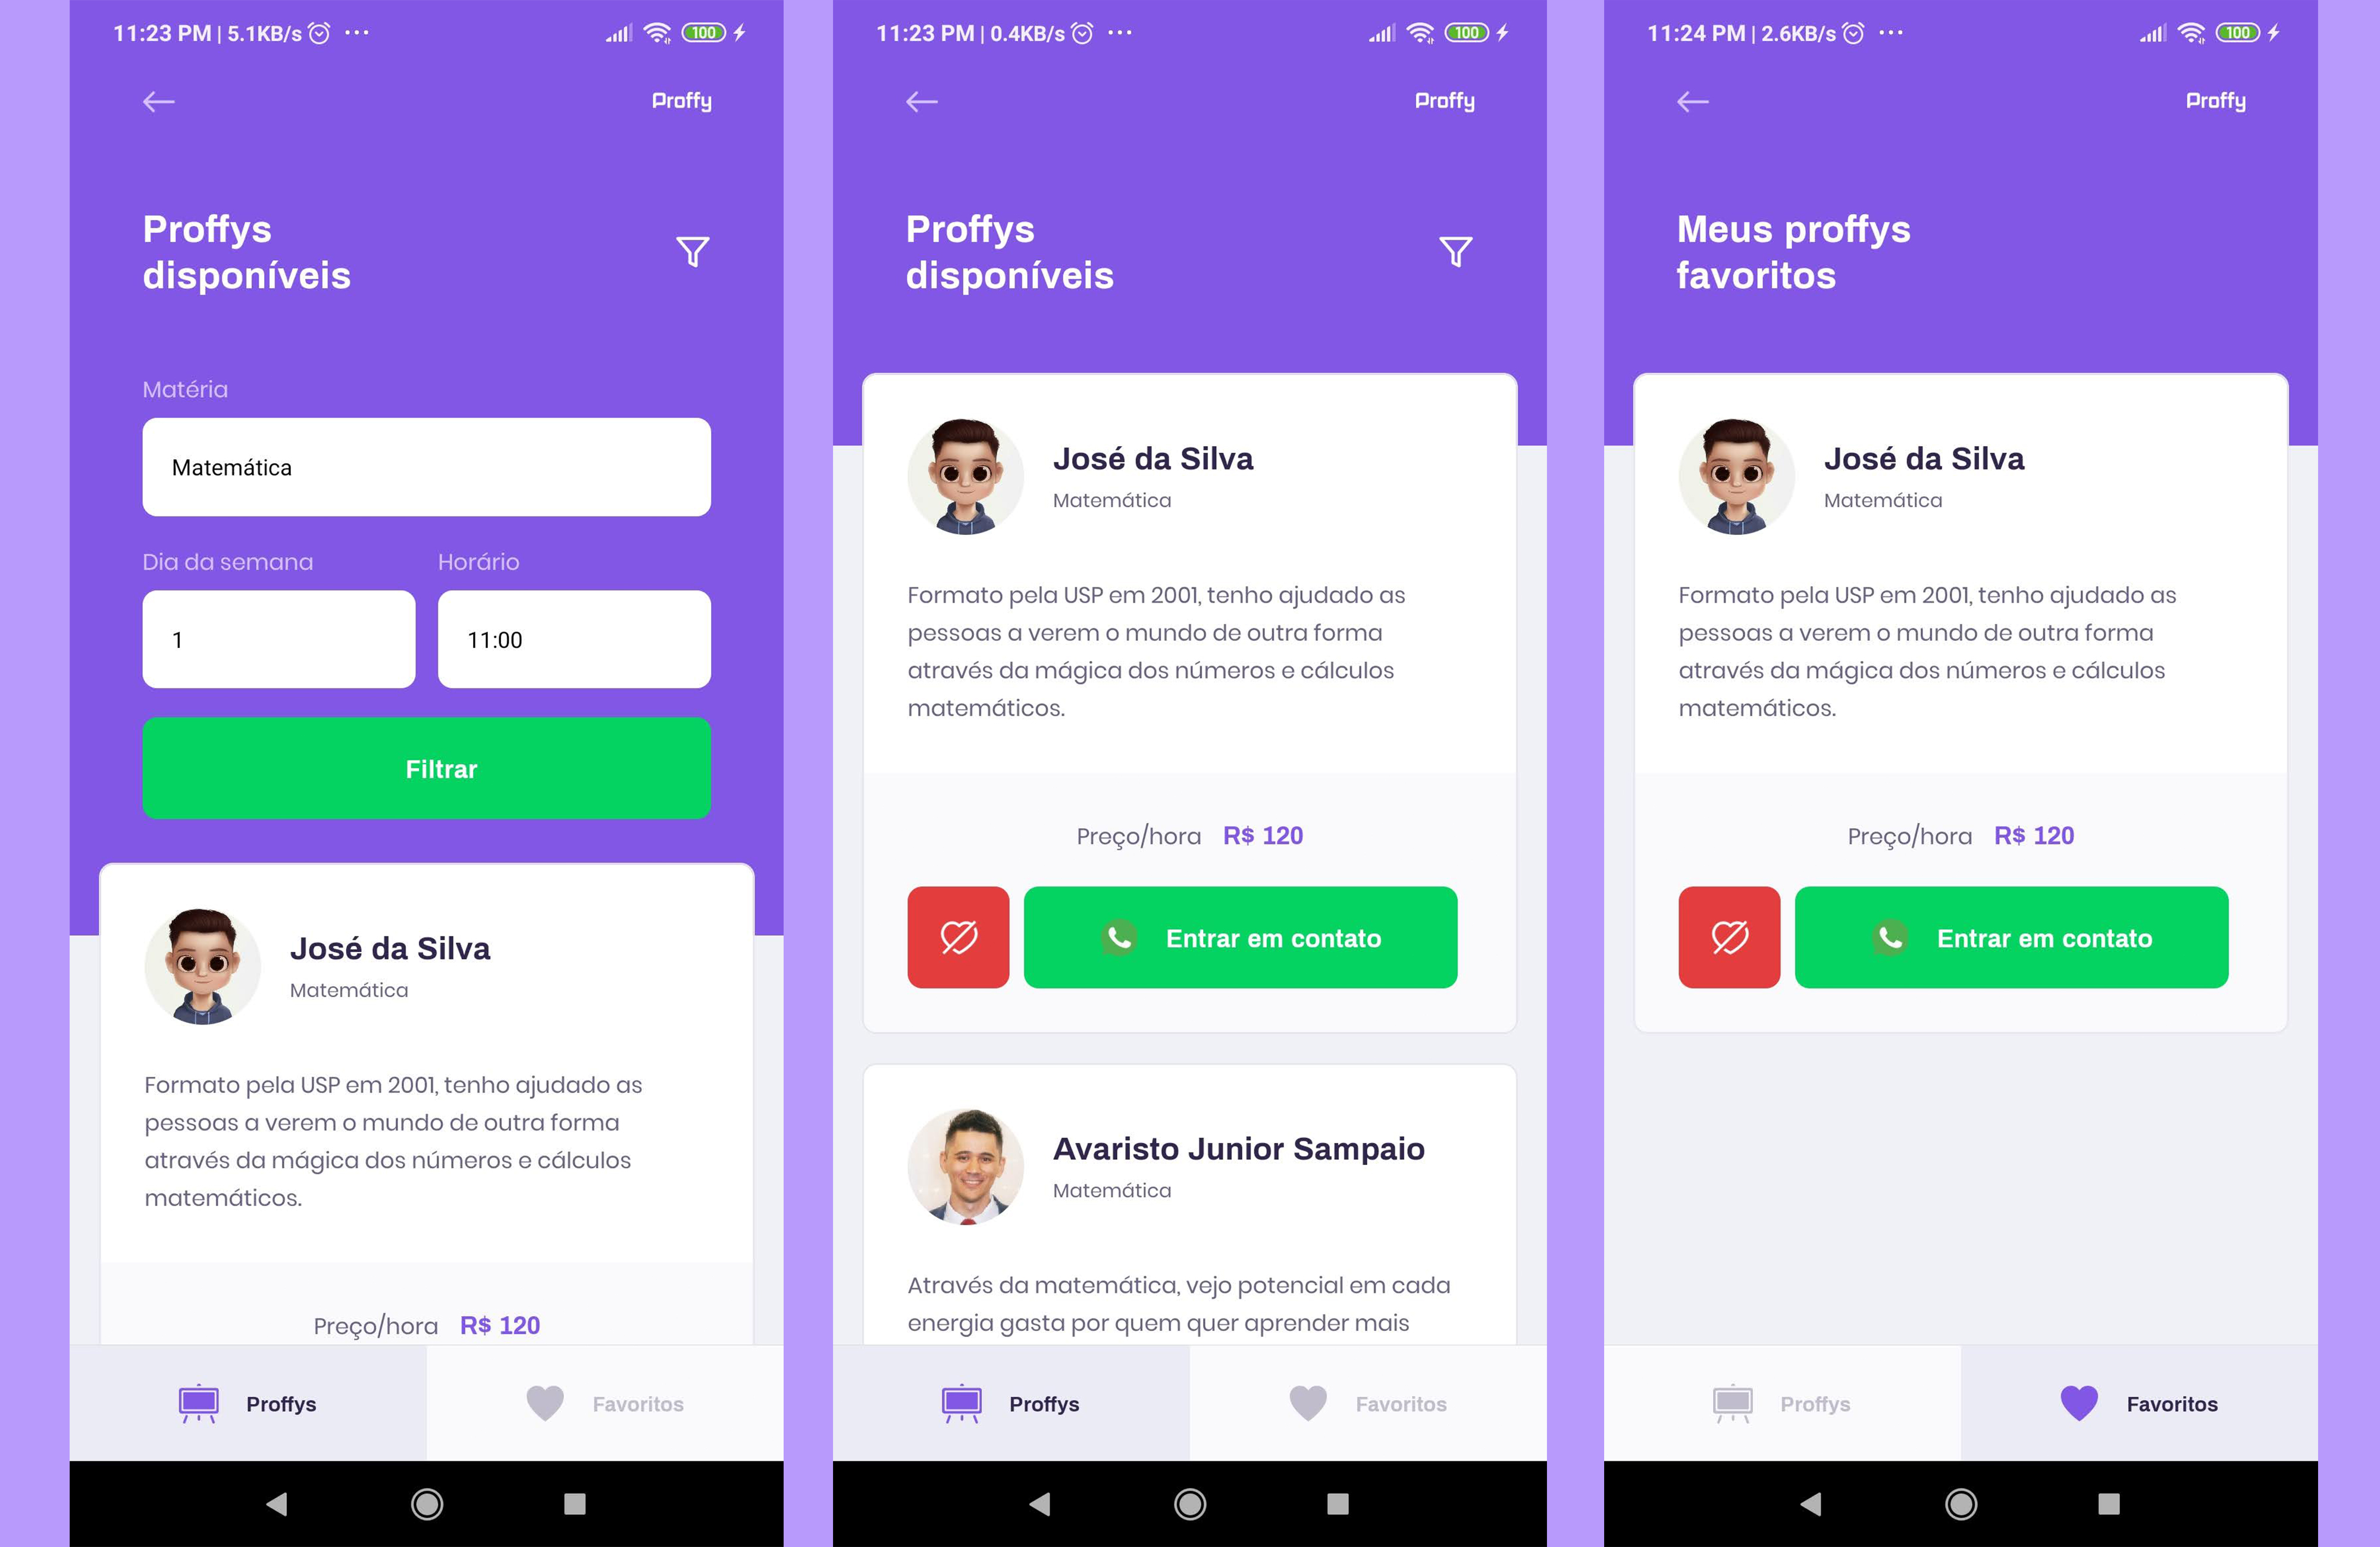 11:23 PM | 5.1KB/s
100
Proffy
Proffys
disponíveis
Matéria
Matemática
Dia da semana
Horário
1
11:00
Filtrar
José da Silva
Matemática
Formato pela USP em 2001, tenho ajudado as
pessoas a verem o mundo de outra forma
através da mágica dos números e cálculos
matemáticos.
Preço/hora R$ 120
Proffys
Favoritos
11:23 PM | 0.4KB/s
100
Proffy
Proffys
disponíveis
José da Silva
Matemática
Formato pela USP em 2001, tenho ajudado as
pessoas a verem o mundo de outra forma
através da mágica dos números e cálculos
matemáticos.
Preço/hora R$ 120
Entrar em contato
Avaristo Junior Sampaio
Matemática
Através da matemática, vejo potencial em cada
energia gasta por quem quer aprender mais
Proffys
Favoritos
11:24 PM | 2.6KB/s
100
Proffy
Meus proffys
favoritos
José da Silva
Matemática
Formato pela USP em 2001, tenho ajudado as
pessoas a verem o mundo de outra forma
através da mágica dos números e cálculos
matemáticos.
Preço/hora R$ 120
Entrar em contato
Proffys
Favoritos